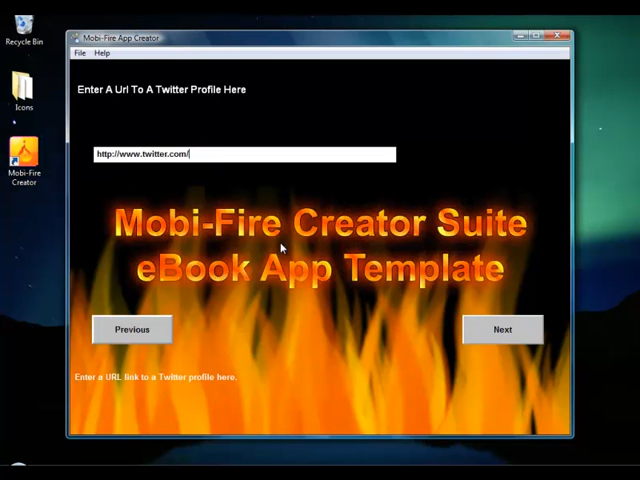 Recycle Bin
Icons
Mobi-Fire
Creator
Mobi-Fire App Creator
File Help
Enter A Url To A Twitter Profile Here
http://www.twitter.com/
Mobi-Fire Creator Suite
eBook App Template
Previous
Next
Enter a URL link to a Twitter profile here.